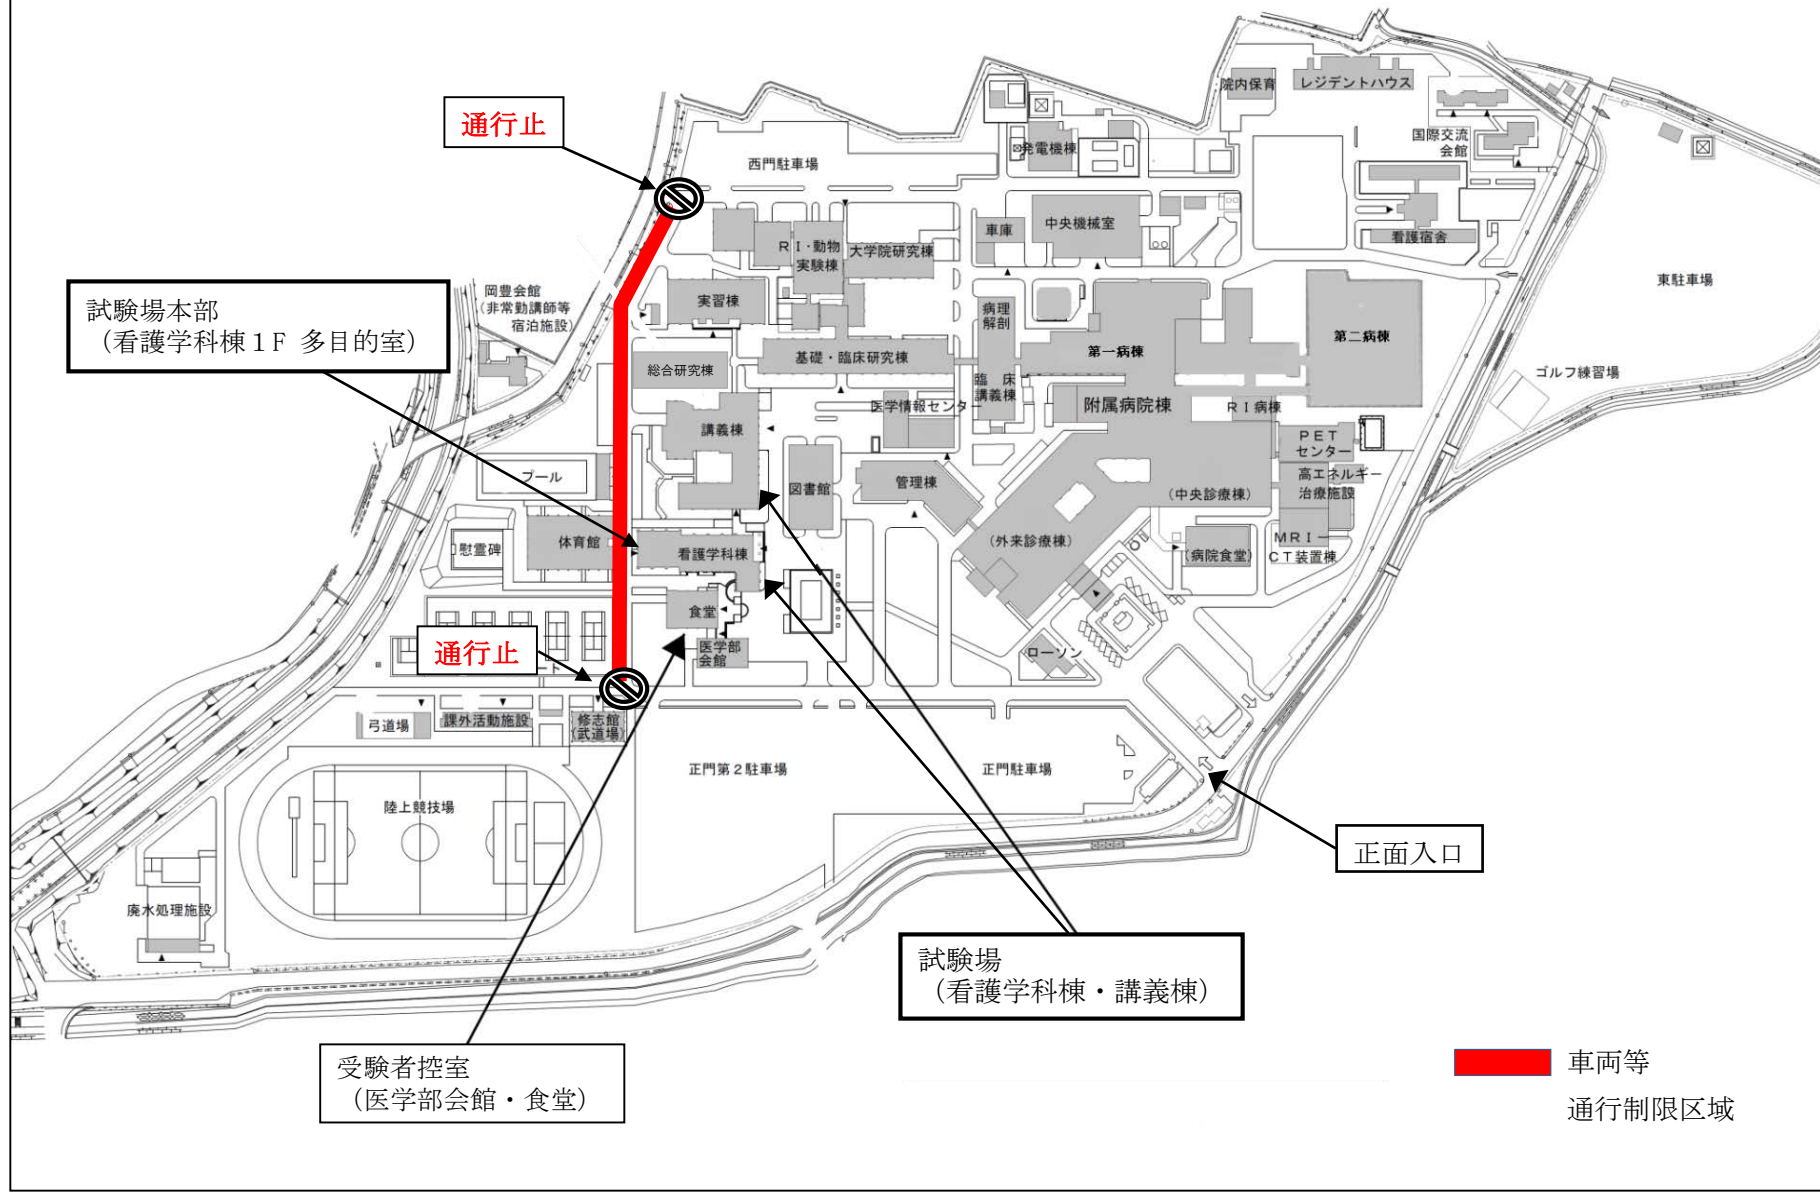 院内保育
レジデントハウス
通行止
国際交流
会館
発電機棟
西門駐車場
車庫
中央機械室
看護宿舎
RI・動物
実験棟
大学院研究棟
東駐車場
岡豊会館
(非常勤講師等
宿泊施設)
実習棟
病理
解剖
試験場本部
(看護学科棟1F 多目的室)
第一病棟
第二病棟
基礎・臨床研究棟
総合研究棟
ゴルフ練習場
臨床
講義棟
医学情報センター
附属病院棟
RI病棟
講義棟
PET
センター
プール
図書館
管理棟
(中央診療棟)
高エネルギー
治療施設
体育館
慰霊碑
看護学科棟
(外来診療棟)
(病院食堂)
MRI-
CT装置棟
食堂
通行止
ート
医学部
会館
ローソン
弓道場
課外活動施設
修志館
(武道場)
正門第2駐車場
正門駐車場
陸上競技場
正面入口
廃水処理施設
試験場
(看護学科棟・講義棟)
受験者控室
(医学部会館・食堂)
車両等
通行制限区域